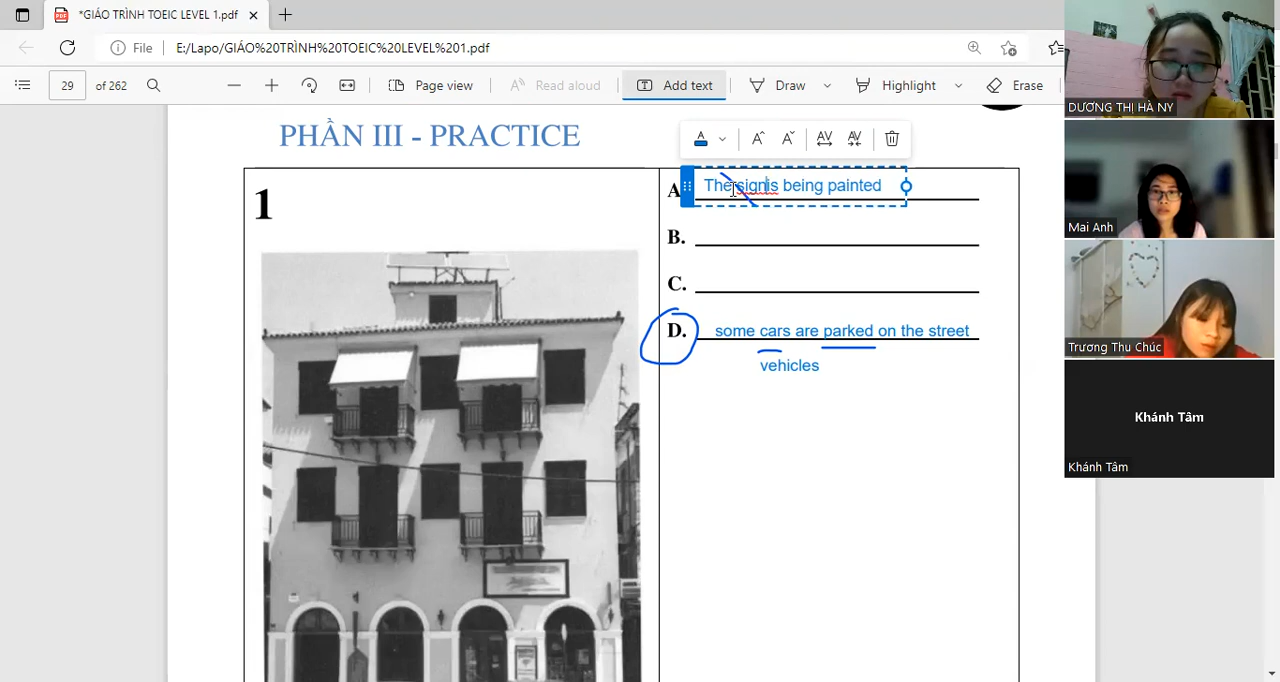 *GIÁO TRÌNH TOEIC LEVEL 1.pdf
File
E:/Lapo/GIÁO%20TRÌNH%20TOEIC%20LEVEL%201.pdf
29 of 262
Page view
Read aloud
Add text
Draw
Highlight
Erase
PHẦN III - PRACTICE
1
A
The signis being painted
B.
C.
D. some cars are parked on the street
vehicles
DƯƠNG THỊ HÀ NY
Mai Anh
Trương Thu Chúc
Khánh Tâm
Khánh Tâm